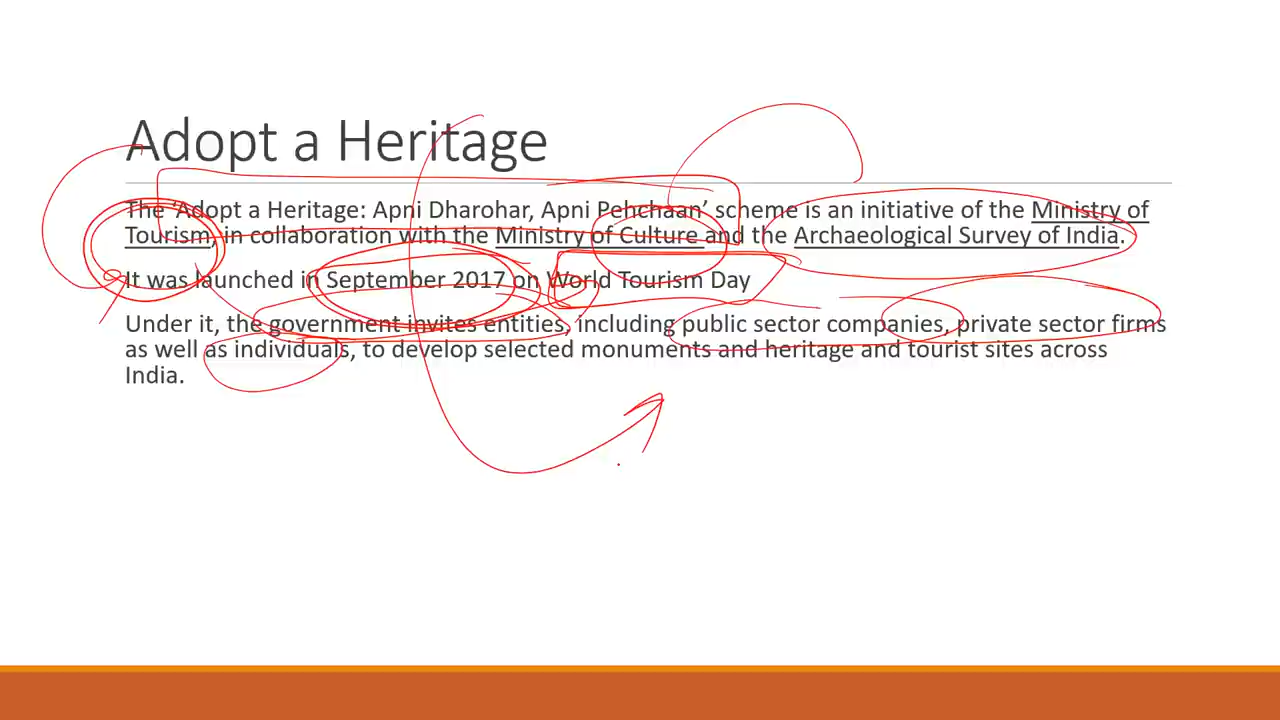 Adopt a Heritage
The ‘Adopt a Heritage: Apni Dharohar, Apni Pehchaan’ scheme is an initiative of the Ministry of
Tourism, in collaboration with the Ministry of Culture and the Archaeological Survey of India.
It was launched in September 2017 on World Tourism Day
Under it, the government invites entities, including public sector companies, private sector firms
as well as individuals, to develop selected monuments and heritage and tourist sites across
India.